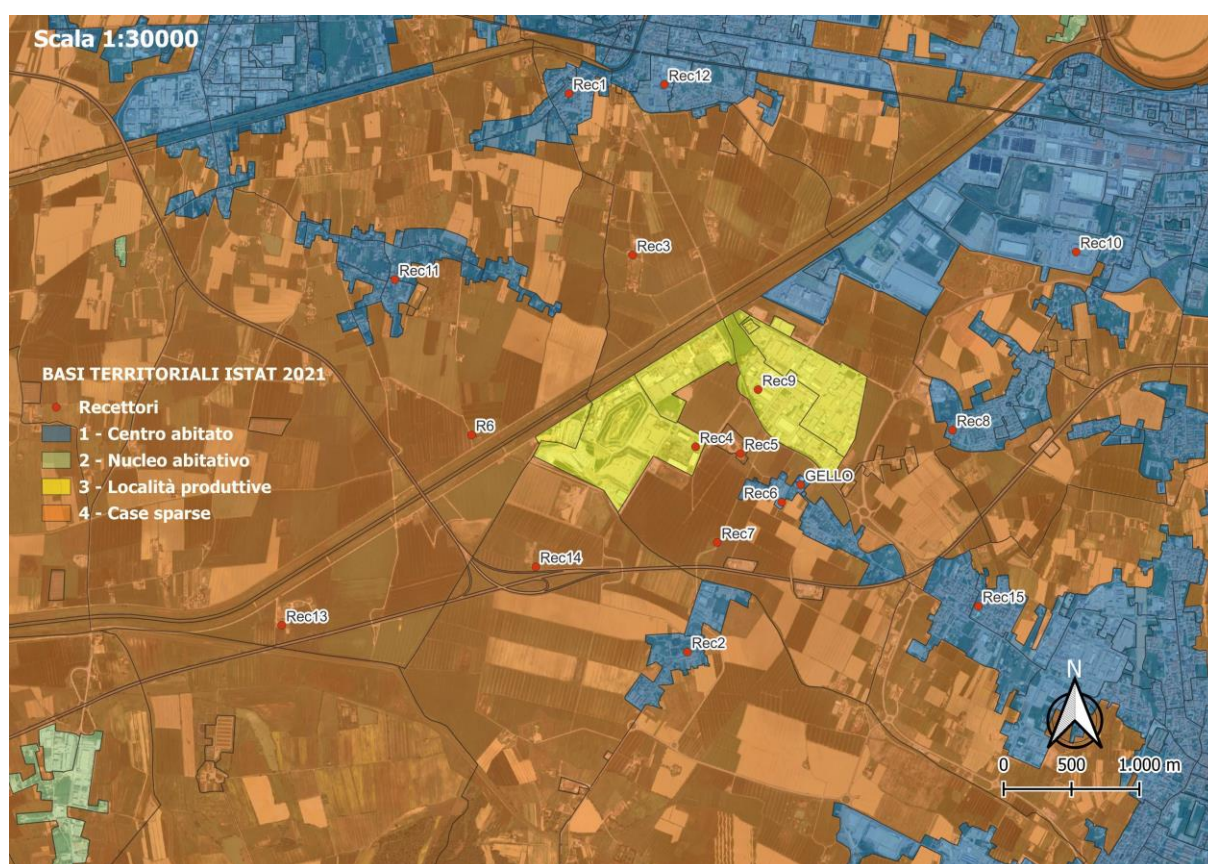 Scala 1:30000
Rec12
Rec1
Rec3
Rec10
Rec11
BASI TERRITORIALI ISTAT 2021
Recettori
1 - Centro abitato
2 - Nucleo abitativo
3 - Località produttive
4 - Case sparse
Rec9
R6
Rec8
Rec4
Rec5
GELLO
Rec6
Rec7
Rec14
Rec15
Rec13
Rec2
N
0 500 1.000 m